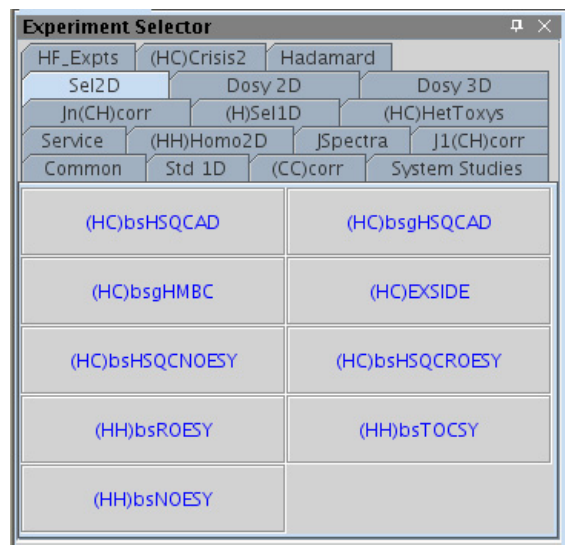 Experiment Selector
HF_Expts (HC)Crisis2 Hadamard
Sel2D Dosy 2D Dosy 3D
Jn(CH)corr (H)Sel1D (HC)HetToxys
Service (HH)Homo2D JSpectra J1(CH)corr
Common Std 1D (CC)corr System Studies
(HC)bsHSQCAD (HC)bsgHSQCAD
(HC)bsgHMBC (HC)EXSIDE
(HC)bsHSQCNOESY (HC)bsHSQCROESY
(HH)bsROESY (HH)bsTOCSY
(HH)bsNOESY